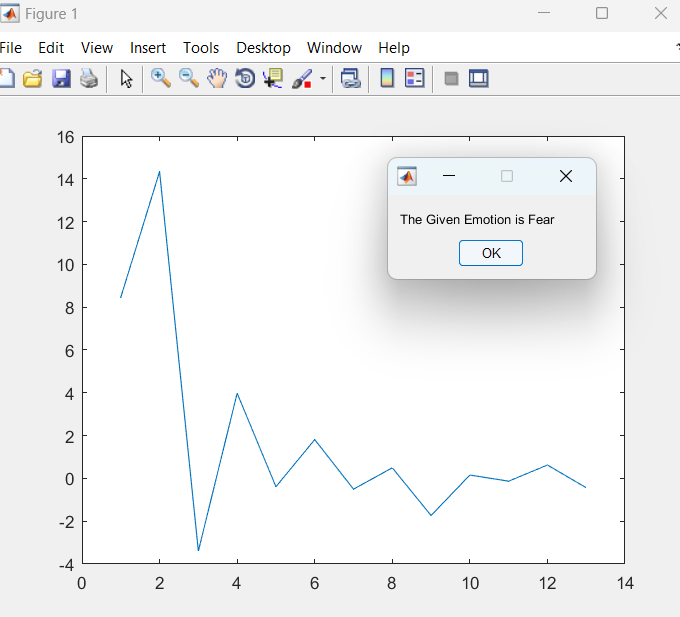 Figure 1
File Edit View Insert Tools Desktop Window Help
16
14
12
10
8
6
4
2
0
-2
-4
0 2 4 6 8 10 12 14
The Given Emotion is Fear
OK